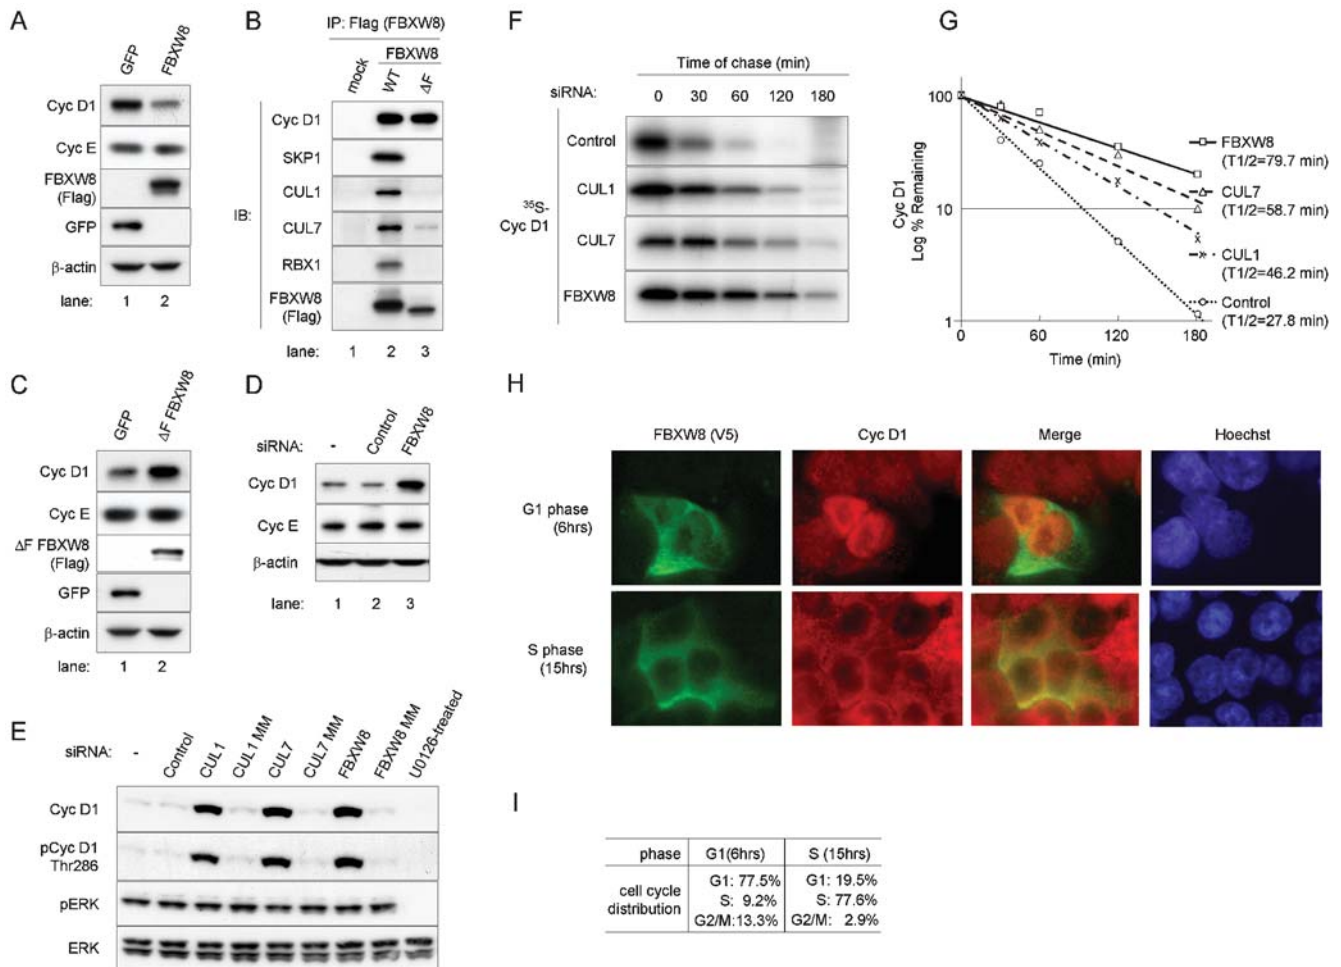 A
GFP
FBXW8
Cyc D1
Cyc E
FBXW8
(Flag)
GFP
β-actin
lane: 1 2
B
IP: Flag (FBXW8)
FBXW8
mock
WT
ΔF
IB:
Cyc D1
SKP1
CUL1
CUL7
RBX1
FBXW8
(Flag)
lane: 1 2 3
F
Time of chase (min)
siRNA: 0 30 60 120 180
³⁵S-
Cyc D1
Control
CUL1
CUL7
FBXW8
G
Cyc D1
Log % Remaining
100
10
1
0 60 120 180
Time (min)
FBXW8
(T1/2=79.7 min)
CUL7
(T1/2=58.7 min)
CUL1
(T1/2=46.2 min)
Control
(T1/2=27.8 min)
C
GFP
ΔF FBXW8
Cyc D1
Cyc E
ΔF FBXW8
(Flag)
GFP
β-actin
lane: 1 2
D
siRNA: - Control FBXW8
Cyc D1
Cyc E
β-actin
lane: 1 2 3
H
FBXW8 (V5) Cyc D1 Merge Hoechst
G1 phase
(6hrs)
S phase
(15hrs)
E
siRNA: - Control CUL1 CUL1 MM CUL7 CUL7 MM FBXW8 FBXW8 MM U0126-treated
Cyc D1
pCyc D1
Thr286
pERK
ERK
I
phase G1(6hrs) S (15hrs)
cell cycle
distribution
G1: 77.5% G1: 19.5%
S: 9.2% S: 77.6%
G2/M:13.3% G2/M: 2.9%